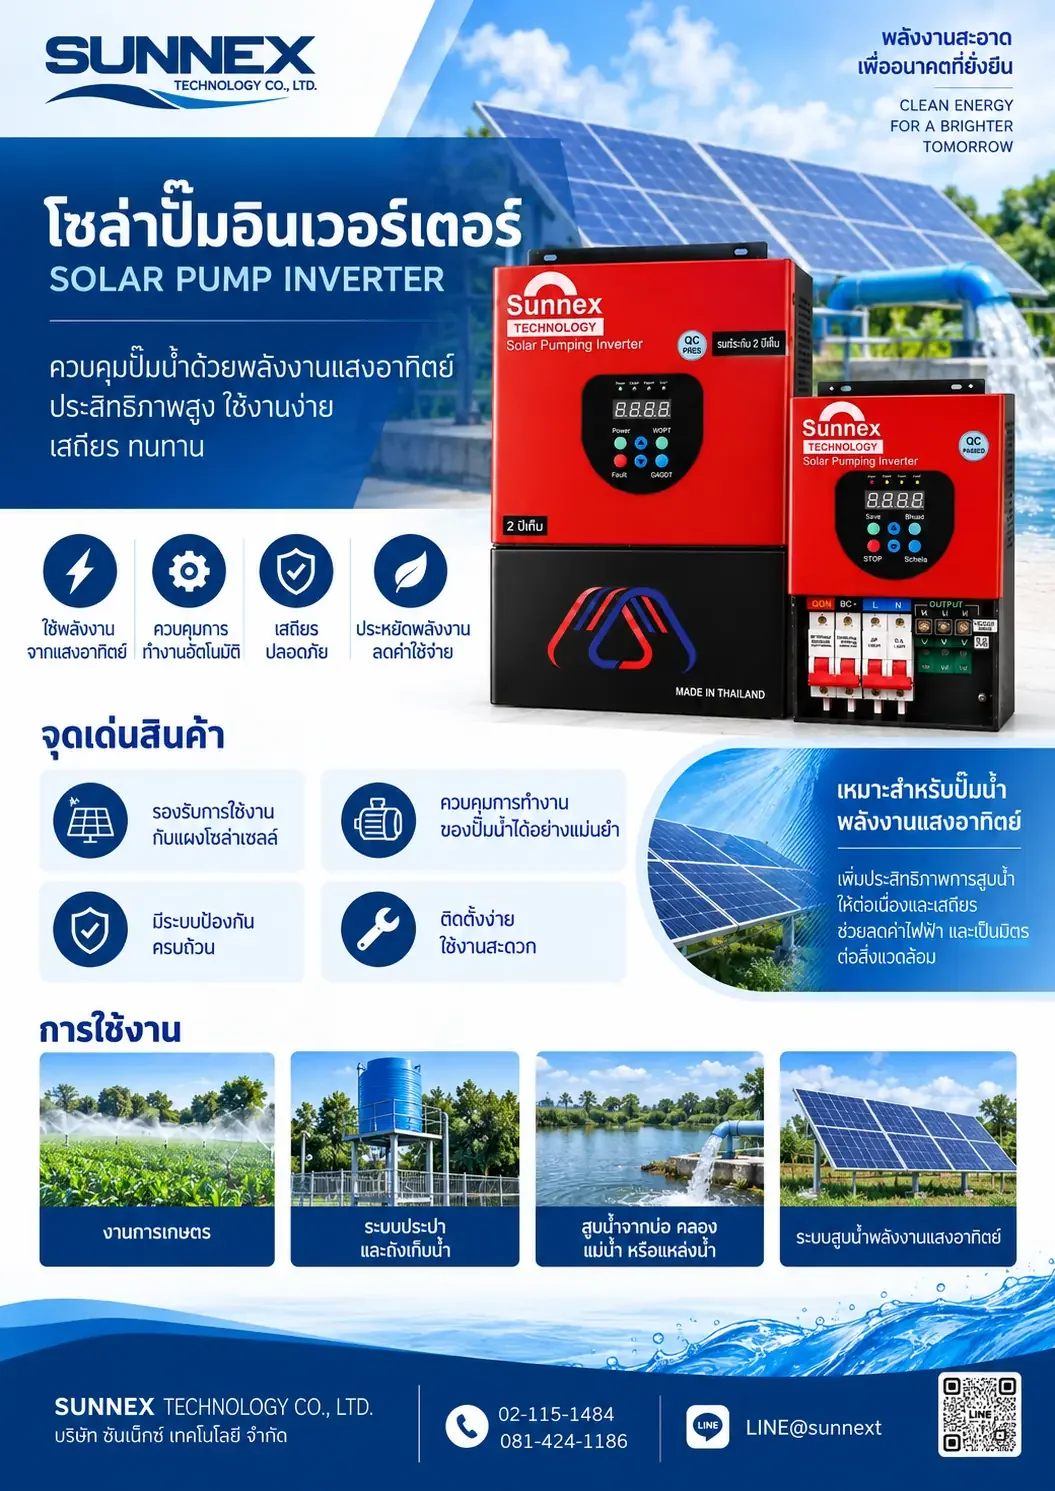 SUNNEX
TECHNOLOGY CO., LTD.
พลังงานสะอาด
เพื่ออนาคตที่ยั่งยืน
CLEAN ENERGY
FOR A BRIGHTER
TOMORROW
โซล่าปั๊มอินเวอร์เตอร์
SOLAR PUMP INVERTER
ควบคุมปั๊มน้ำด้วยพลังงานแสงอาทิตย์
ประสิทธิภาพสูง ใช้งานง่าย
เสถียร ทนทาน
Sunnex
TECHNOLOGY
Solar Pumping Inverter
QC
2 ปีเต็ม
Power
WOPT
Fault
2 ปีเต็ม
MADE IN THAILAND
Sunnex
TECHNOLOGY
Solar Pumping Inverter
QC
PASSED
Save
STOP
Schela
BC-
L
N
OUTPUT
ใช้พลังงาน
จากแสงอาทิตย์
ควบคุมการ
ทำงานอัตโนมัติ
เสถียร
ปลอดภัย
ประหยัดพลังงาน
ลดค่าใช้จ่าย
จุดเด่นสินค้า
รองรับการใช้งาน
กับแผงโซล่าเซลล์
ควบคุมการทำงาน
ของปั๊มน้ำได้อย่างแม่นยำ
มีระบบป้องกัน
ครบถ้วน
ติดตั้งง่าย
ใช้งานสะดวก
เหมาะสำหรับปั๊มน้ำ
พลังงานแสงอาทิตย์
เพิ่มประสิทธิภาพการสูบน้ำ
ให้ต่อเนื่องและเสถียร
ช่วยลดค่าไฟฟ้า และเป็นมิตร
ต่อสิ่งแวดล้อม
การใช้งาน
งานการเกษตร
ระบบประปา
และถังเก็บน้ำ
สูบน้ำจากบ่อ คลอง
แม่น้ำ หรือแหล่งน้ำ
ระบบสูบน้ำพลังงานแสงอาทิตย์
SUNNEX TECHNOLOGY CO., LTD.
บริษัท ซันเน็กซ์ เทคโนโลยี จำกัด
02-115-1484
081-424-1186
LINE
LINE@sunnext
LINE